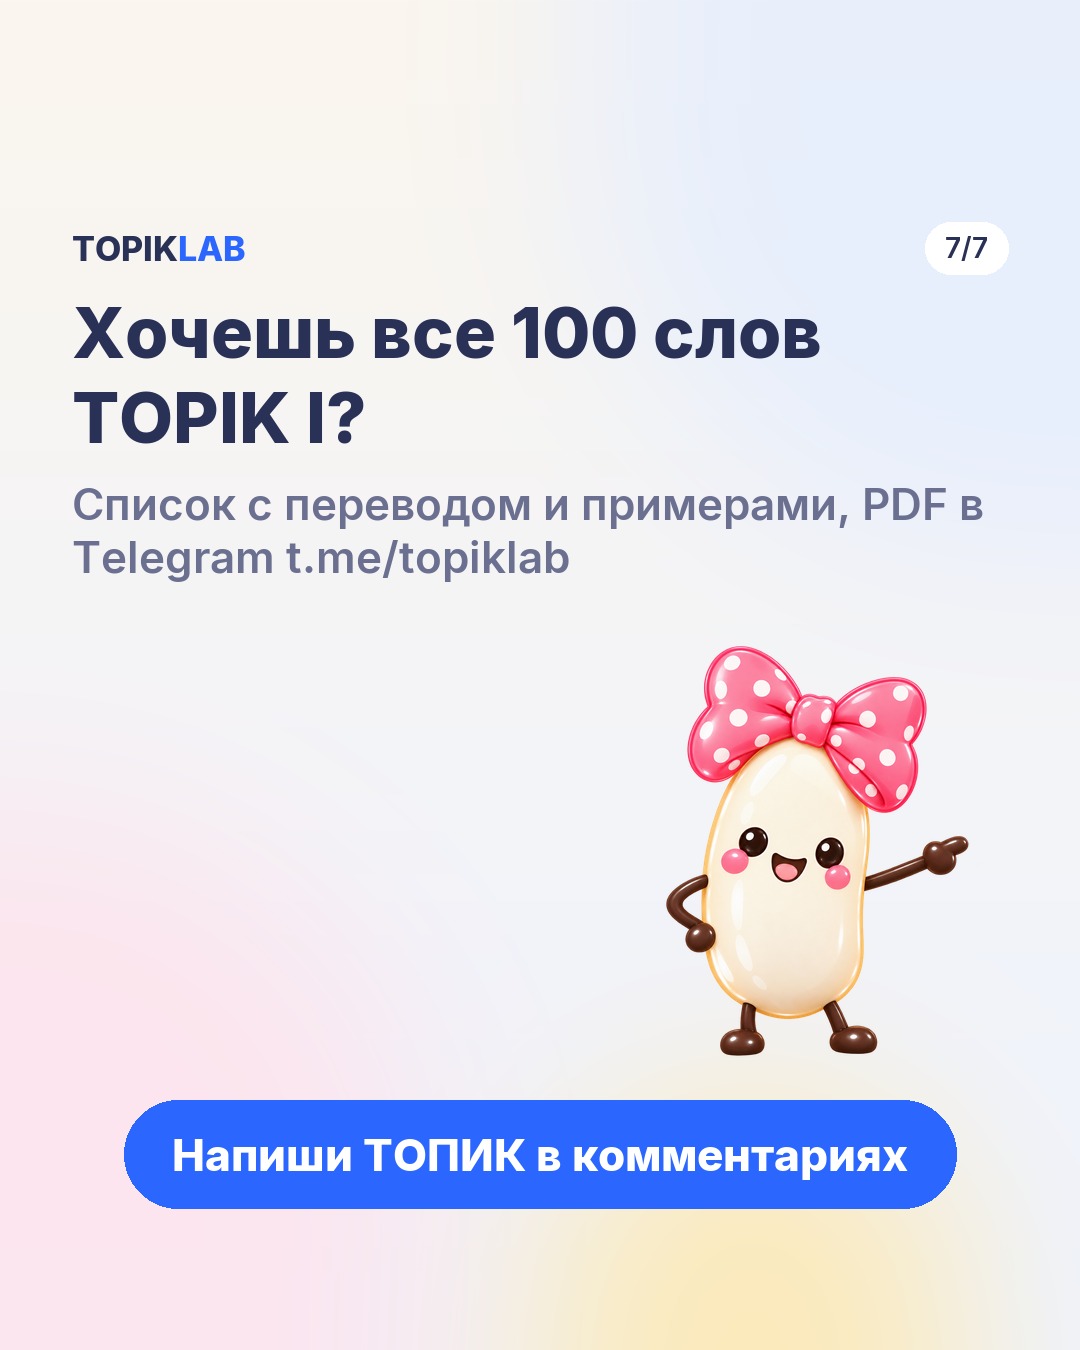 TOPIKLAB
7/7
Хочешь все 100 слов
TOPIK I?
Список с переводом и примерами, PDF в
Telegram t.me/topiklab
Напиши ТОПИК в комментариях